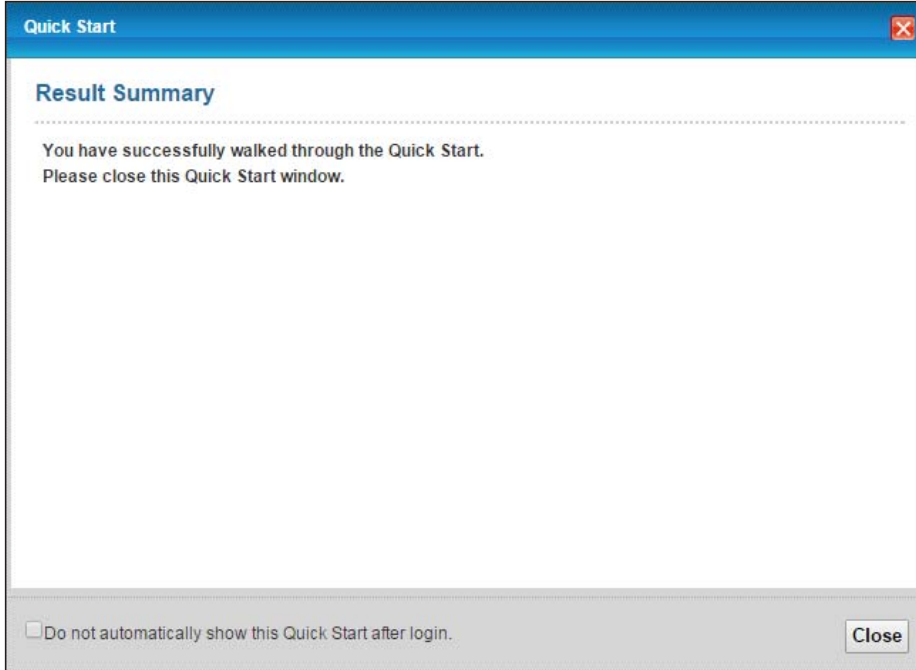 Quick Start
Result Summary
You have successfully walked through the Quick Start.
Please close this Quick Start window.
Do not automatically show this Quick Start after login.
Close